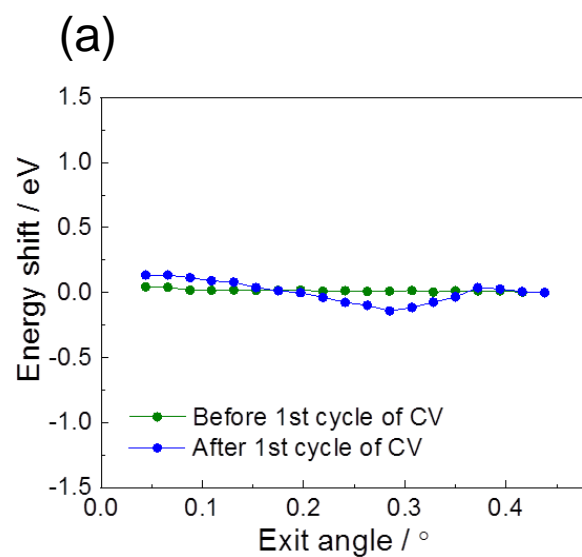 (a)
1.5
1.0
0.5
0.0
-0.5
-1.0
-1.5
Energy shift / eV
Before 1st cycle of CV
After 1st cycle of CV
0.0 0.1 0.2 0.3 0.4
Exit angle / °